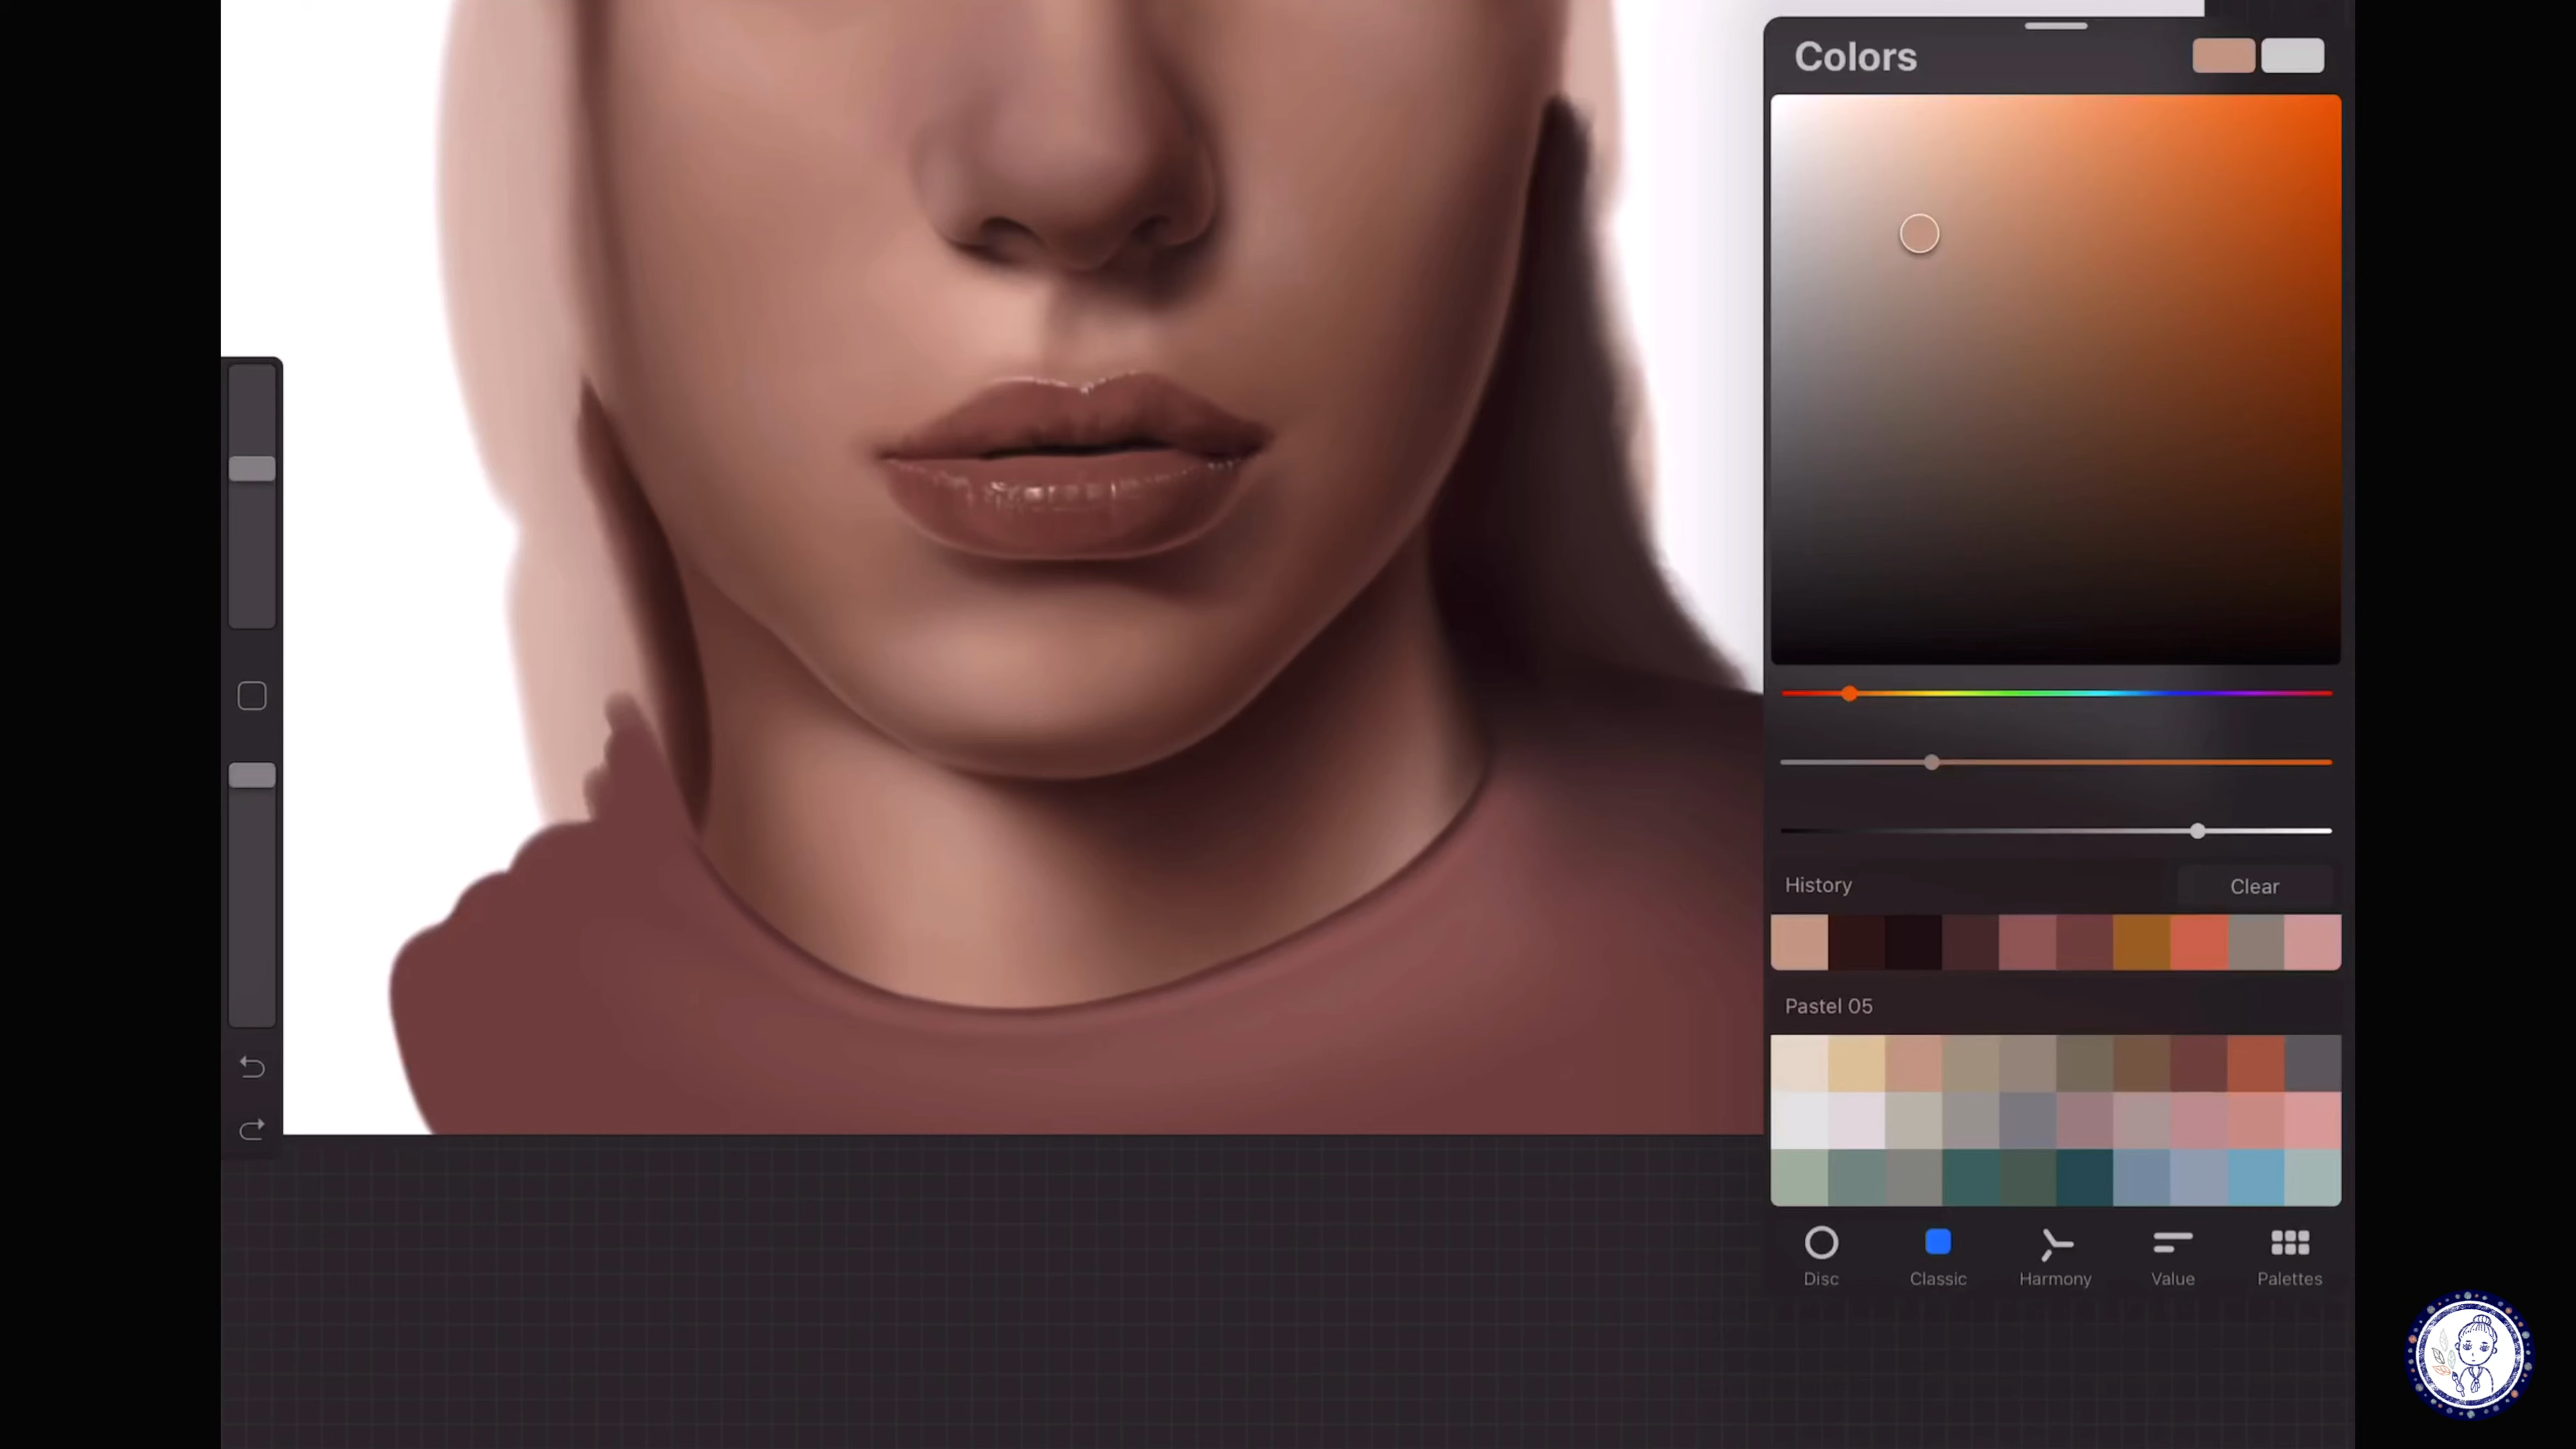 Colors
History
Clear
Pastel 05
Disc
Classic
Harmony
Value
Palettes